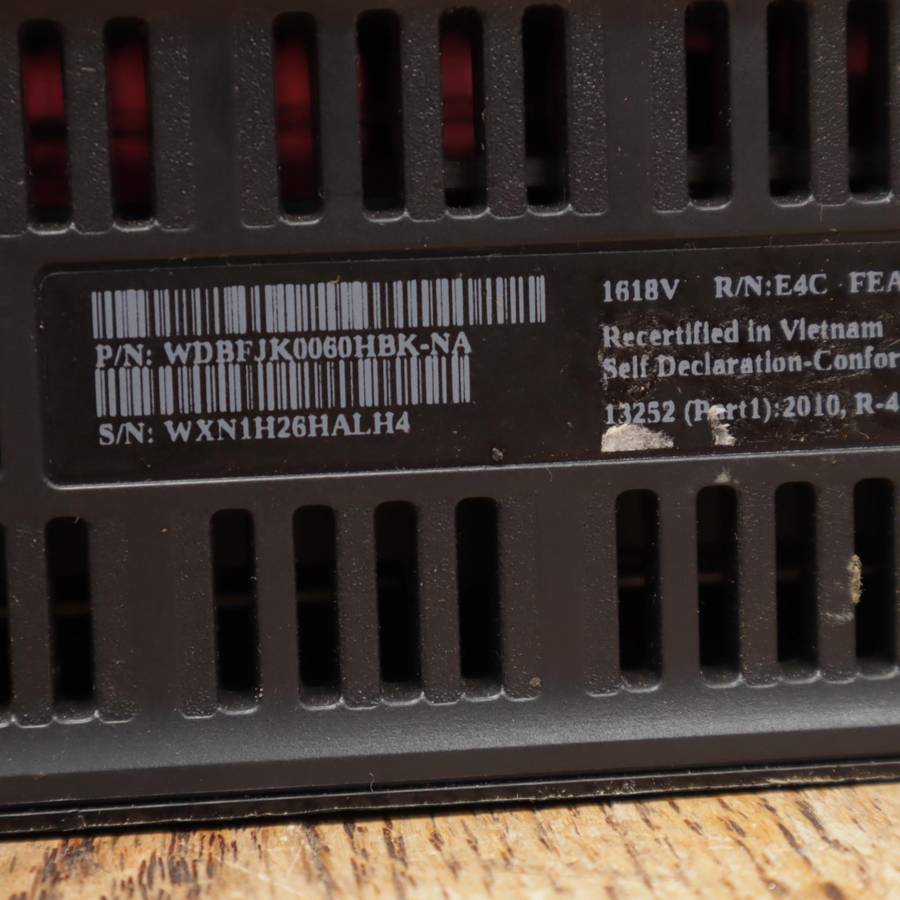 P/N: WDBFJK0060HBK-NA
S/N: WXN1H26HALH4
1618V R/N:E4C FEA
Recertified in Vietnam
Self Declaration-Confor
13252 (Part1):2010, R-4